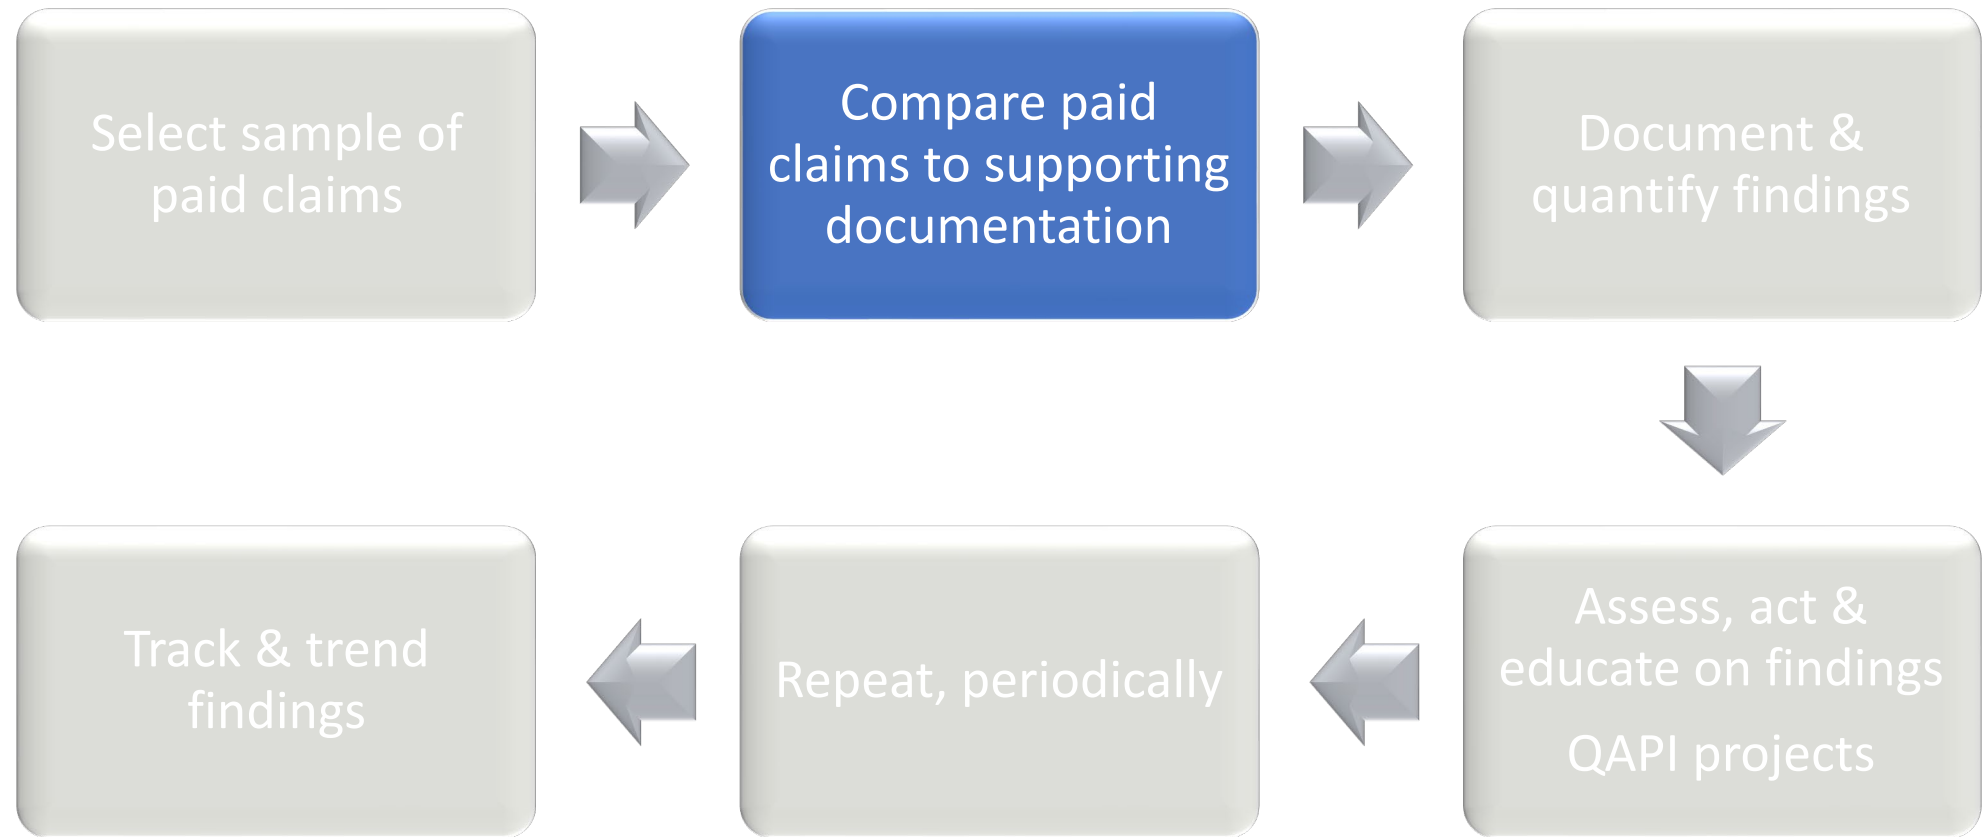 Select sample of
paid claims
Compare paid
claims to supporting
documentation
Document &
quantify findings
Assess, act &
educate on findings
QAPI projects
Repeat, periodically
Track & trend
findings